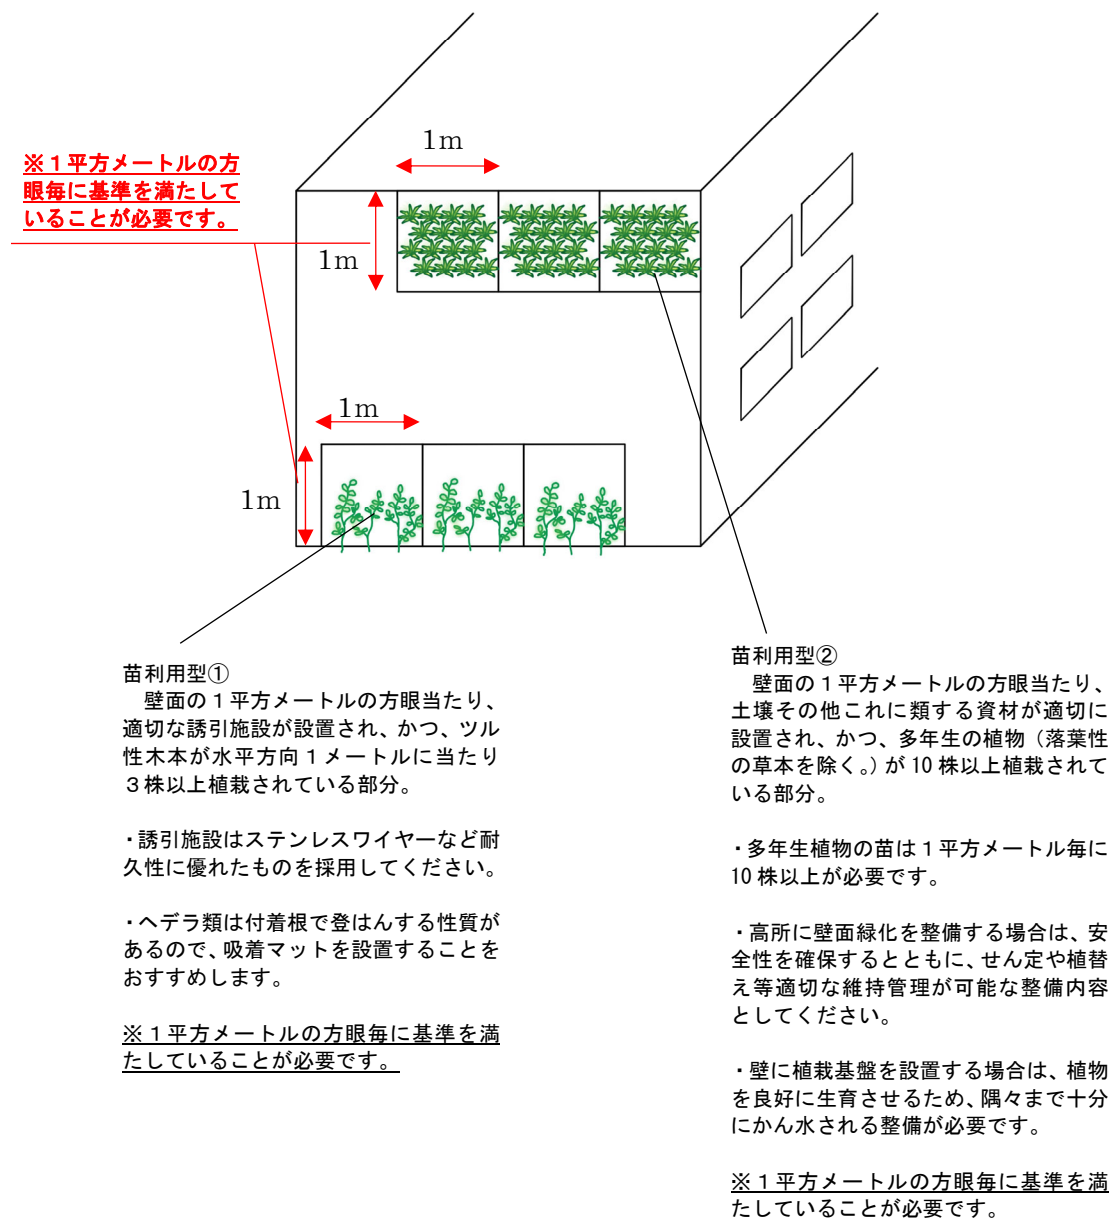 ※１平方メートルの方
眼毎に基準を満たして
いることが必要です。
1m
1m
1m
1m
苗利用型①
　壁面の１平方メートルの方眼当たり、
適切な誘引施設が設置され、かつ、ツル
性木本が水平方向１メートルに当たり
３株以上植栽されている部分。
・誘引施設はステンレスワイヤーなど耐
久性に優れたものを採用してください。
・ヘデラ類は付着根で登はんする性質が
あるので、吸着マットを設置することを
おすすめします。
※１平方メートルの方眼毎に基準を満
たしていることが必要です。
苗利用型②
　壁面の１平方メートルの方眼当たり、
土壌その他これに類する資材が適切に
設置され、かつ、多年生の植物（落葉性
の草本を除く。）が 10 株以上植栽されて
いる部分。
・多年生植物の苗は１平方メートル毎に
10 株以上が必要です。
・高所に壁面緑化を整備する場合は、安
全性を確保するとともに、せん定や植替
え等適切な維持管理が可能な整備内容
としてください。
・壁に植栽基盤を設置する場合は、植物
を良好に生育させるため、隅々まで十分
にかん水される整備が必要です。
※１平方メートルの方眼毎に基準を満
たしていることが必要です。